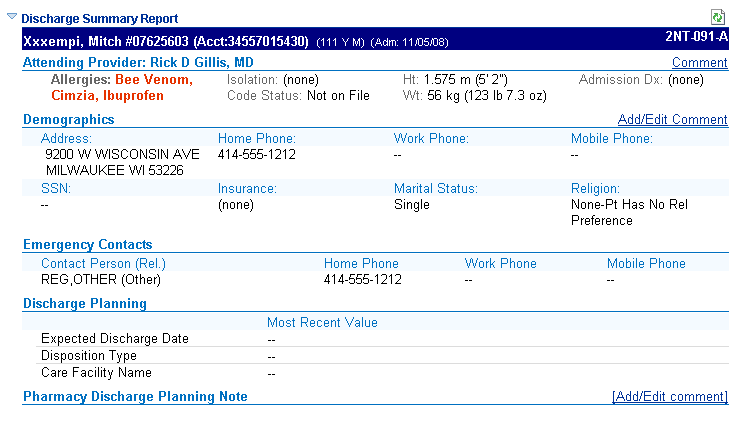 Discharge Summary Report
Xxxempi, Mitch #07625603 (Acct:34557015430) (111 Y M) (Adm: 11/05/08) 2NT-091-A
Attending Provider: Rick D Gillis, MD Comment
Allergies: Bee Venom, Isolation: (none) Ht: 1.575 m (5' 2") Admission Dx: (none)
Cimzia, Ibuprofen Code Status: Not on File Wt: 56 kg (123 lb 7.3 oz)
Demographics Add/Edit Comment
Address: Home Phone: Work Phone: Mobile Phone:
9200 W WISCONSIN AVE 414-555-1212 -- --
MILWAUKEE WI 53226
SSN: Insurance: Marital Status: Religion:
-- (none) Single None-Pt Has No Rel
Preference
Emergency Contacts
Contact Person (Rel.) Home Phone Work Phone Mobile Phone
REG,OTHER (Other) 414-555-1212 -- --
Discharge Planning
Most Recent Value
Expected Discharge Date --
Disposition Type --
Care Facility Name --
Pharmacy Discharge Planning Note [Add/Edit comment]